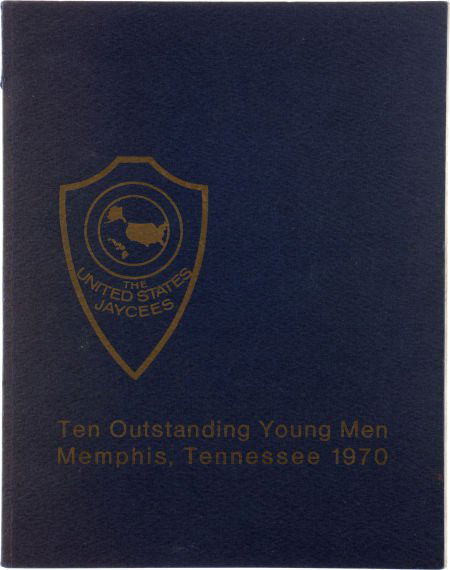 THE
UNITED STATES
JAYCEES
Ten Outstanding Young Men
Memphis, Tennessee 1970